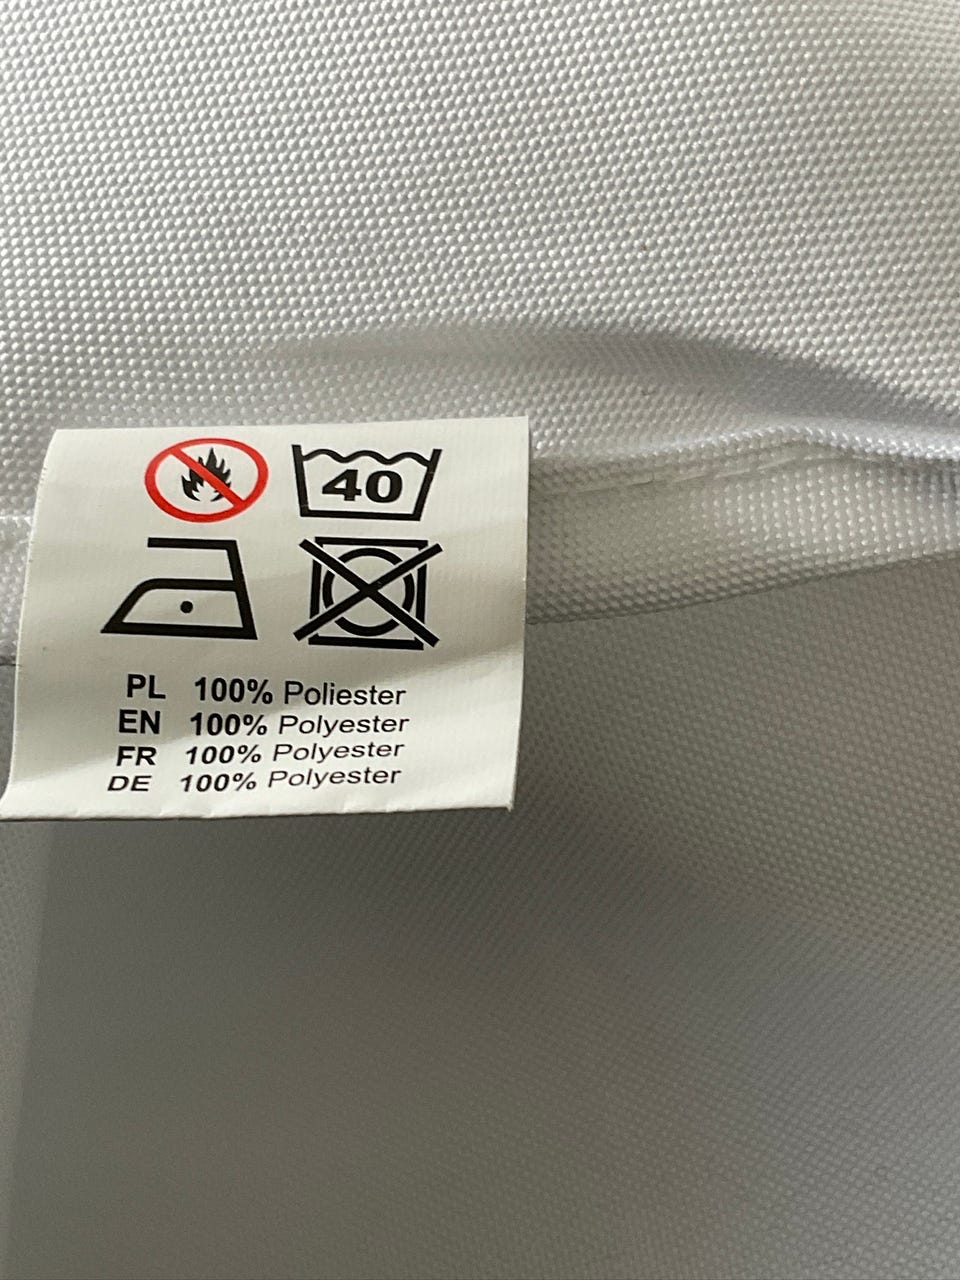 40
PL 100% Poliester
EN 100% Polyester
FR 100% Polyester
DE 100% Polyester